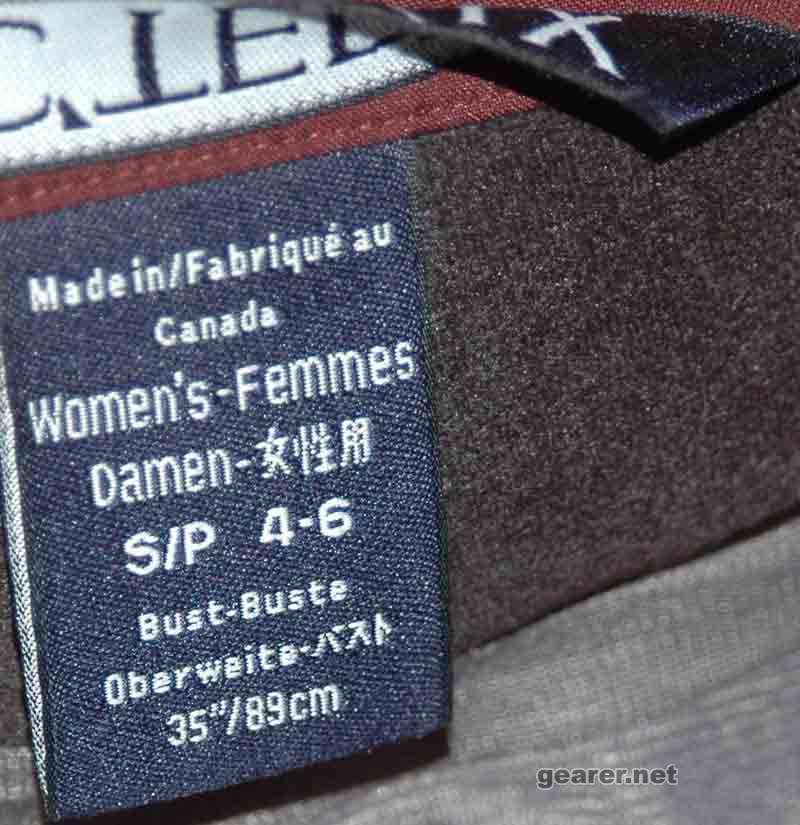 C'TERYX
Made in/Fabriqué au
Canada
Women's-Femmes
Damen-女性用
S/P 4-6
Bust-Buste
Oberweite-バスト
35"/89cm
gearer.net